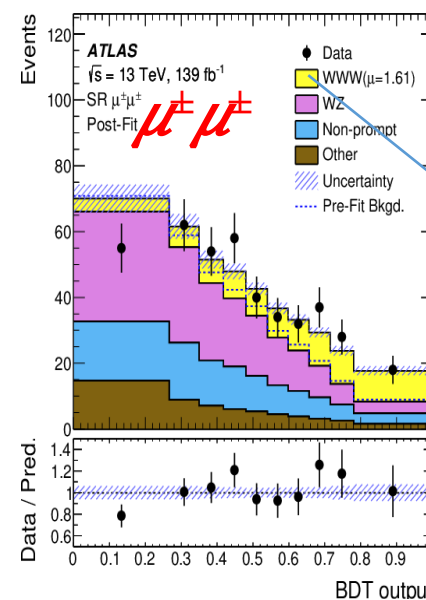 Events
120
100
80
60
40
20
0
ATLAS
√s = 13 TeV, 139 fb⁻¹
SR μ±μ±
Post-Fit
μ±μ±
Data
WWW(μ=1.61)
WZ
Non-prompt
Other
Uncertainty
Pre-Fit Bkgd.
Data / Pred.
1.4
1.2
1
0.8
0.6
0 0.1 0.2 0.3 0.4 0.5 0.6 0.7 0.8 0.9
BDT outpu